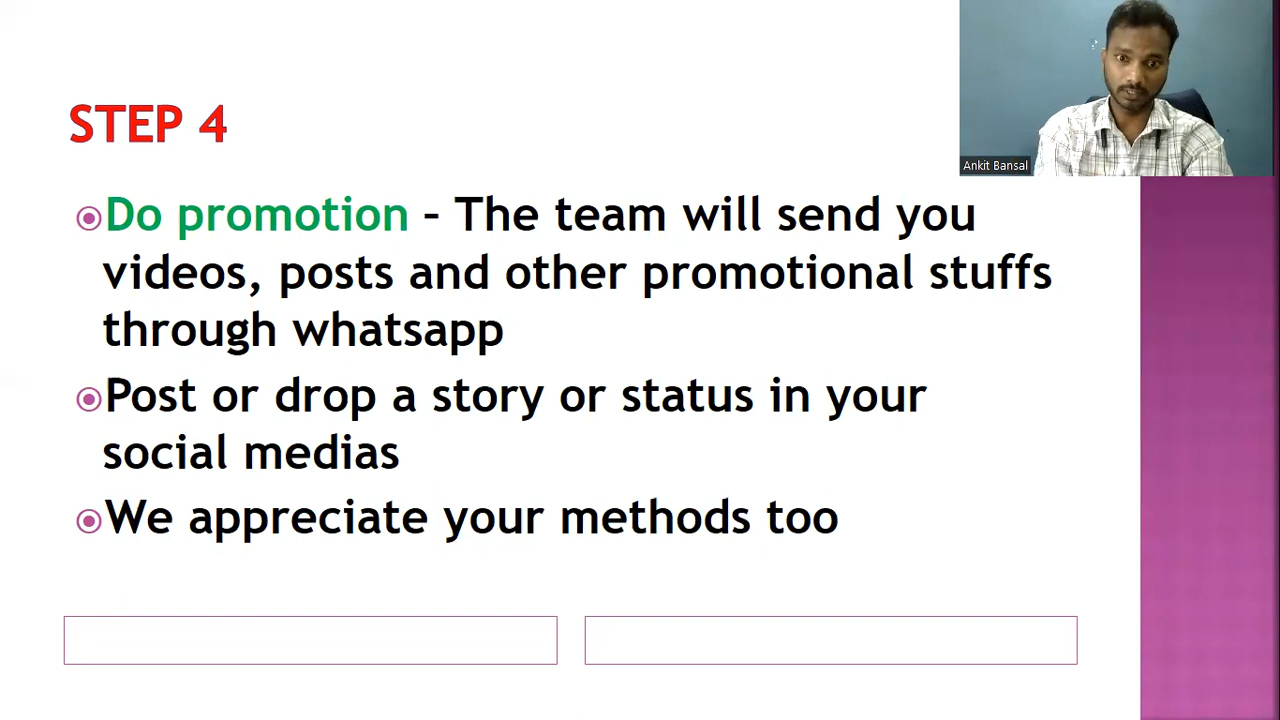 Ankit Bansal
STEP 4
Do promotion – The team will send you
videos, posts and other promotional stuffs
through whatsapp
Post or drop a story or status in your
social medias
We appreciate your methods too